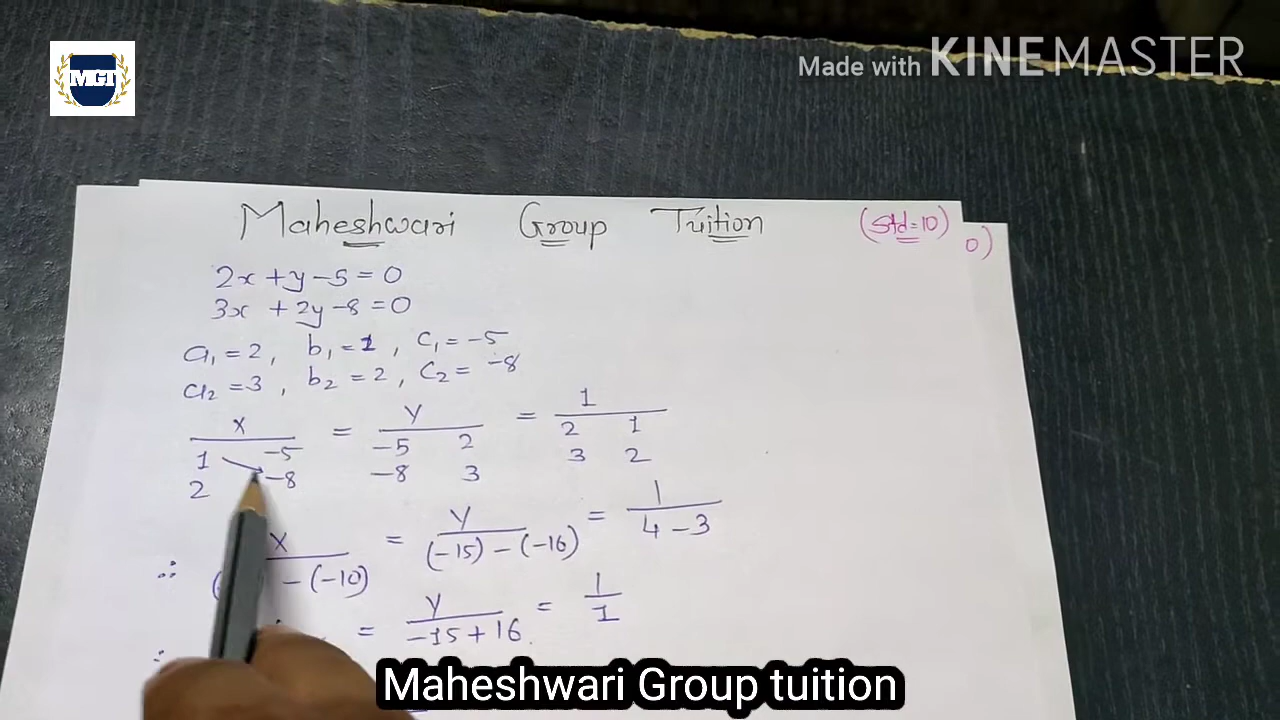 MGT
Made with KINEMASTER
Maheshwari Group Tuition (Std=10)
0)
2x + y - 5 = 0
3x + 2y - 8 = 0
a₁ = 2, b₁ = 1, c₁ = -5
a₂ = 3, b₂ = 2, c₂ = -8
x = y = 1
1 -5 -5 2 2 1
2 -8 -8 3 3 2
∴ x = y = 1
- (-10) (-15) - (-16) 4 - 3
= y = 1
-15 + 16 1
Maheshwari Group tuition